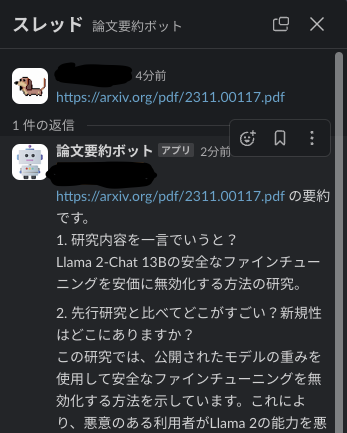 スレッド 論文要約ボット
4分前
https://arxiv.org/pdf/2311.00117.pdf
1 件の返信
論文要約ボット アプリ 2分前
https://arxiv.org/pdf/2311.00117.pdf の要約
です。
1. 研究内容を一言でいうと？
Llama 2-Chat 13Bの安全なファインチュー
ニングを安価に無効化する方法の研究。
2. 先行研究と比べてどこがすごい？新規性
はどこにありますか？
この研究では、公開されたモデルの重みを
使用して安全なファインチューニングを無
効化する方法を示しています。これによ
り、悪意のある利用者がLlama 2の能力を悪